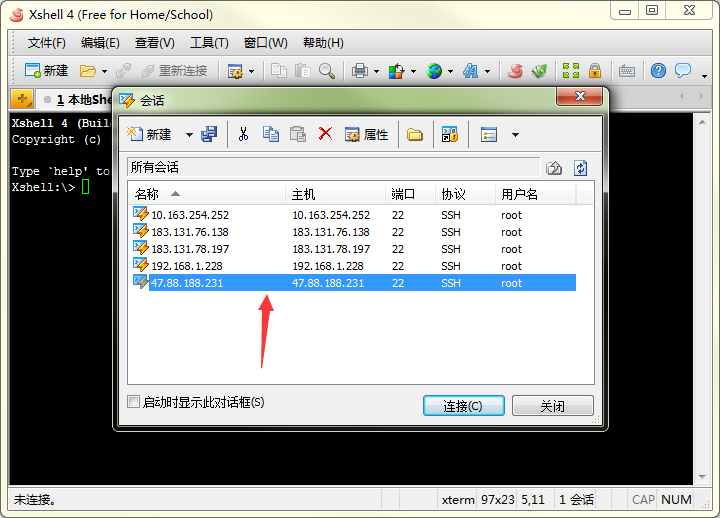 Xshell 4 (Free for Home/School)
文件(F) 编辑(E) 查看(V) 工具(T) 窗口(W) 帮助(H)
新建 重新连接
1 本地She
会话
Xshell 4 (Buil
Copyright (c)
Type `help' to
Xshell:\>
新建 属性
所有会话
名称 主机 端口 协议 用户名
10.163.254.252 10.163.254.252 22 SSH root
183.131.76.138 183.131.76.138 22 SSH root
183.131.78.197 183.131.78.197 22 SSH root
192.168.1.228 192.168.1.228 22 SSH root
47.88.188.231 47.88.188.231 22 SSH root
启动时显示此对话框(S)
连接(C) 关闭
未连接。 xterm 97x23 5,11 1 会话 CAP NUM